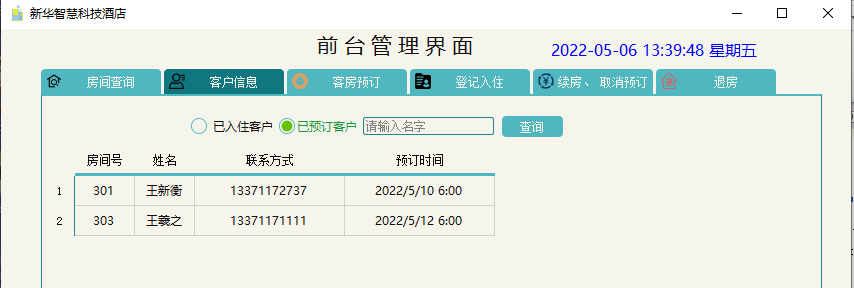 新华智慧科技酒店
前台管理界面
2022-05-06 13:39:48 星期五
房间查询 客户信息 客房预订 登记入住 续房、 取消预订 退房
已入住客户 已预订客户 请输入名字 查询
房间号 姓名 联系方式 预订时间
1 301 王新衡 13371172737 2022/5/10 6:00
2 303 王羲之 13371171111 2022/5/12 6:00